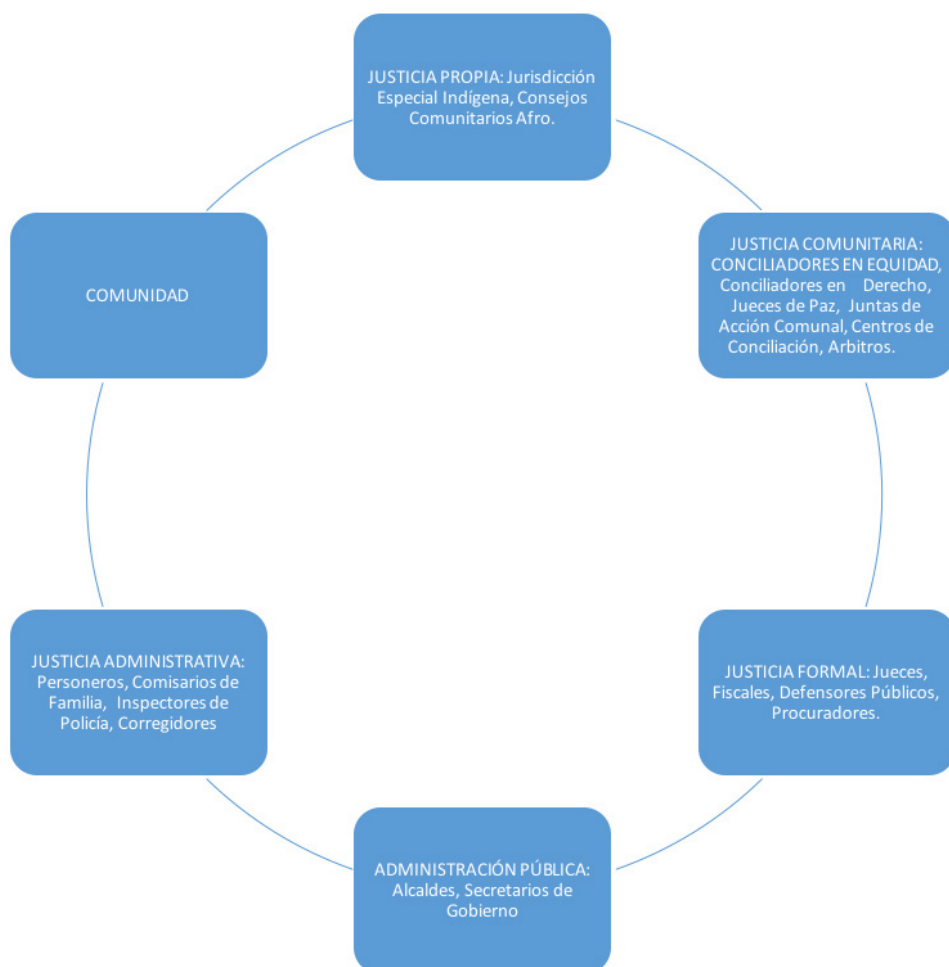 JUSTICIA PROPIA: Jurisdicción
Especial Indígena, Consejos
Comunitarios Afro.
JUSTICIA COMUNITARIA:
CONCILIADORES EN EQUIDAD,
Conciliadores en Derecho,
Jueces de Paz, Juntas de
Acción Comunal, Centros de
Conciliación, Arbitros.
JUSTICIA FORMAL: Jueces,
Fiscales, Defensores Públicos,
Procuradores.
ADMINISTRACIÓN PÚBLICA:
Alcaldes, Secretarios de
Gobierno
JUSTICIA ADMINISTRATIVA:
Personeros, Comisarios de
Familia, Inspectores de
Policía, Corregidores
COMUNIDAD